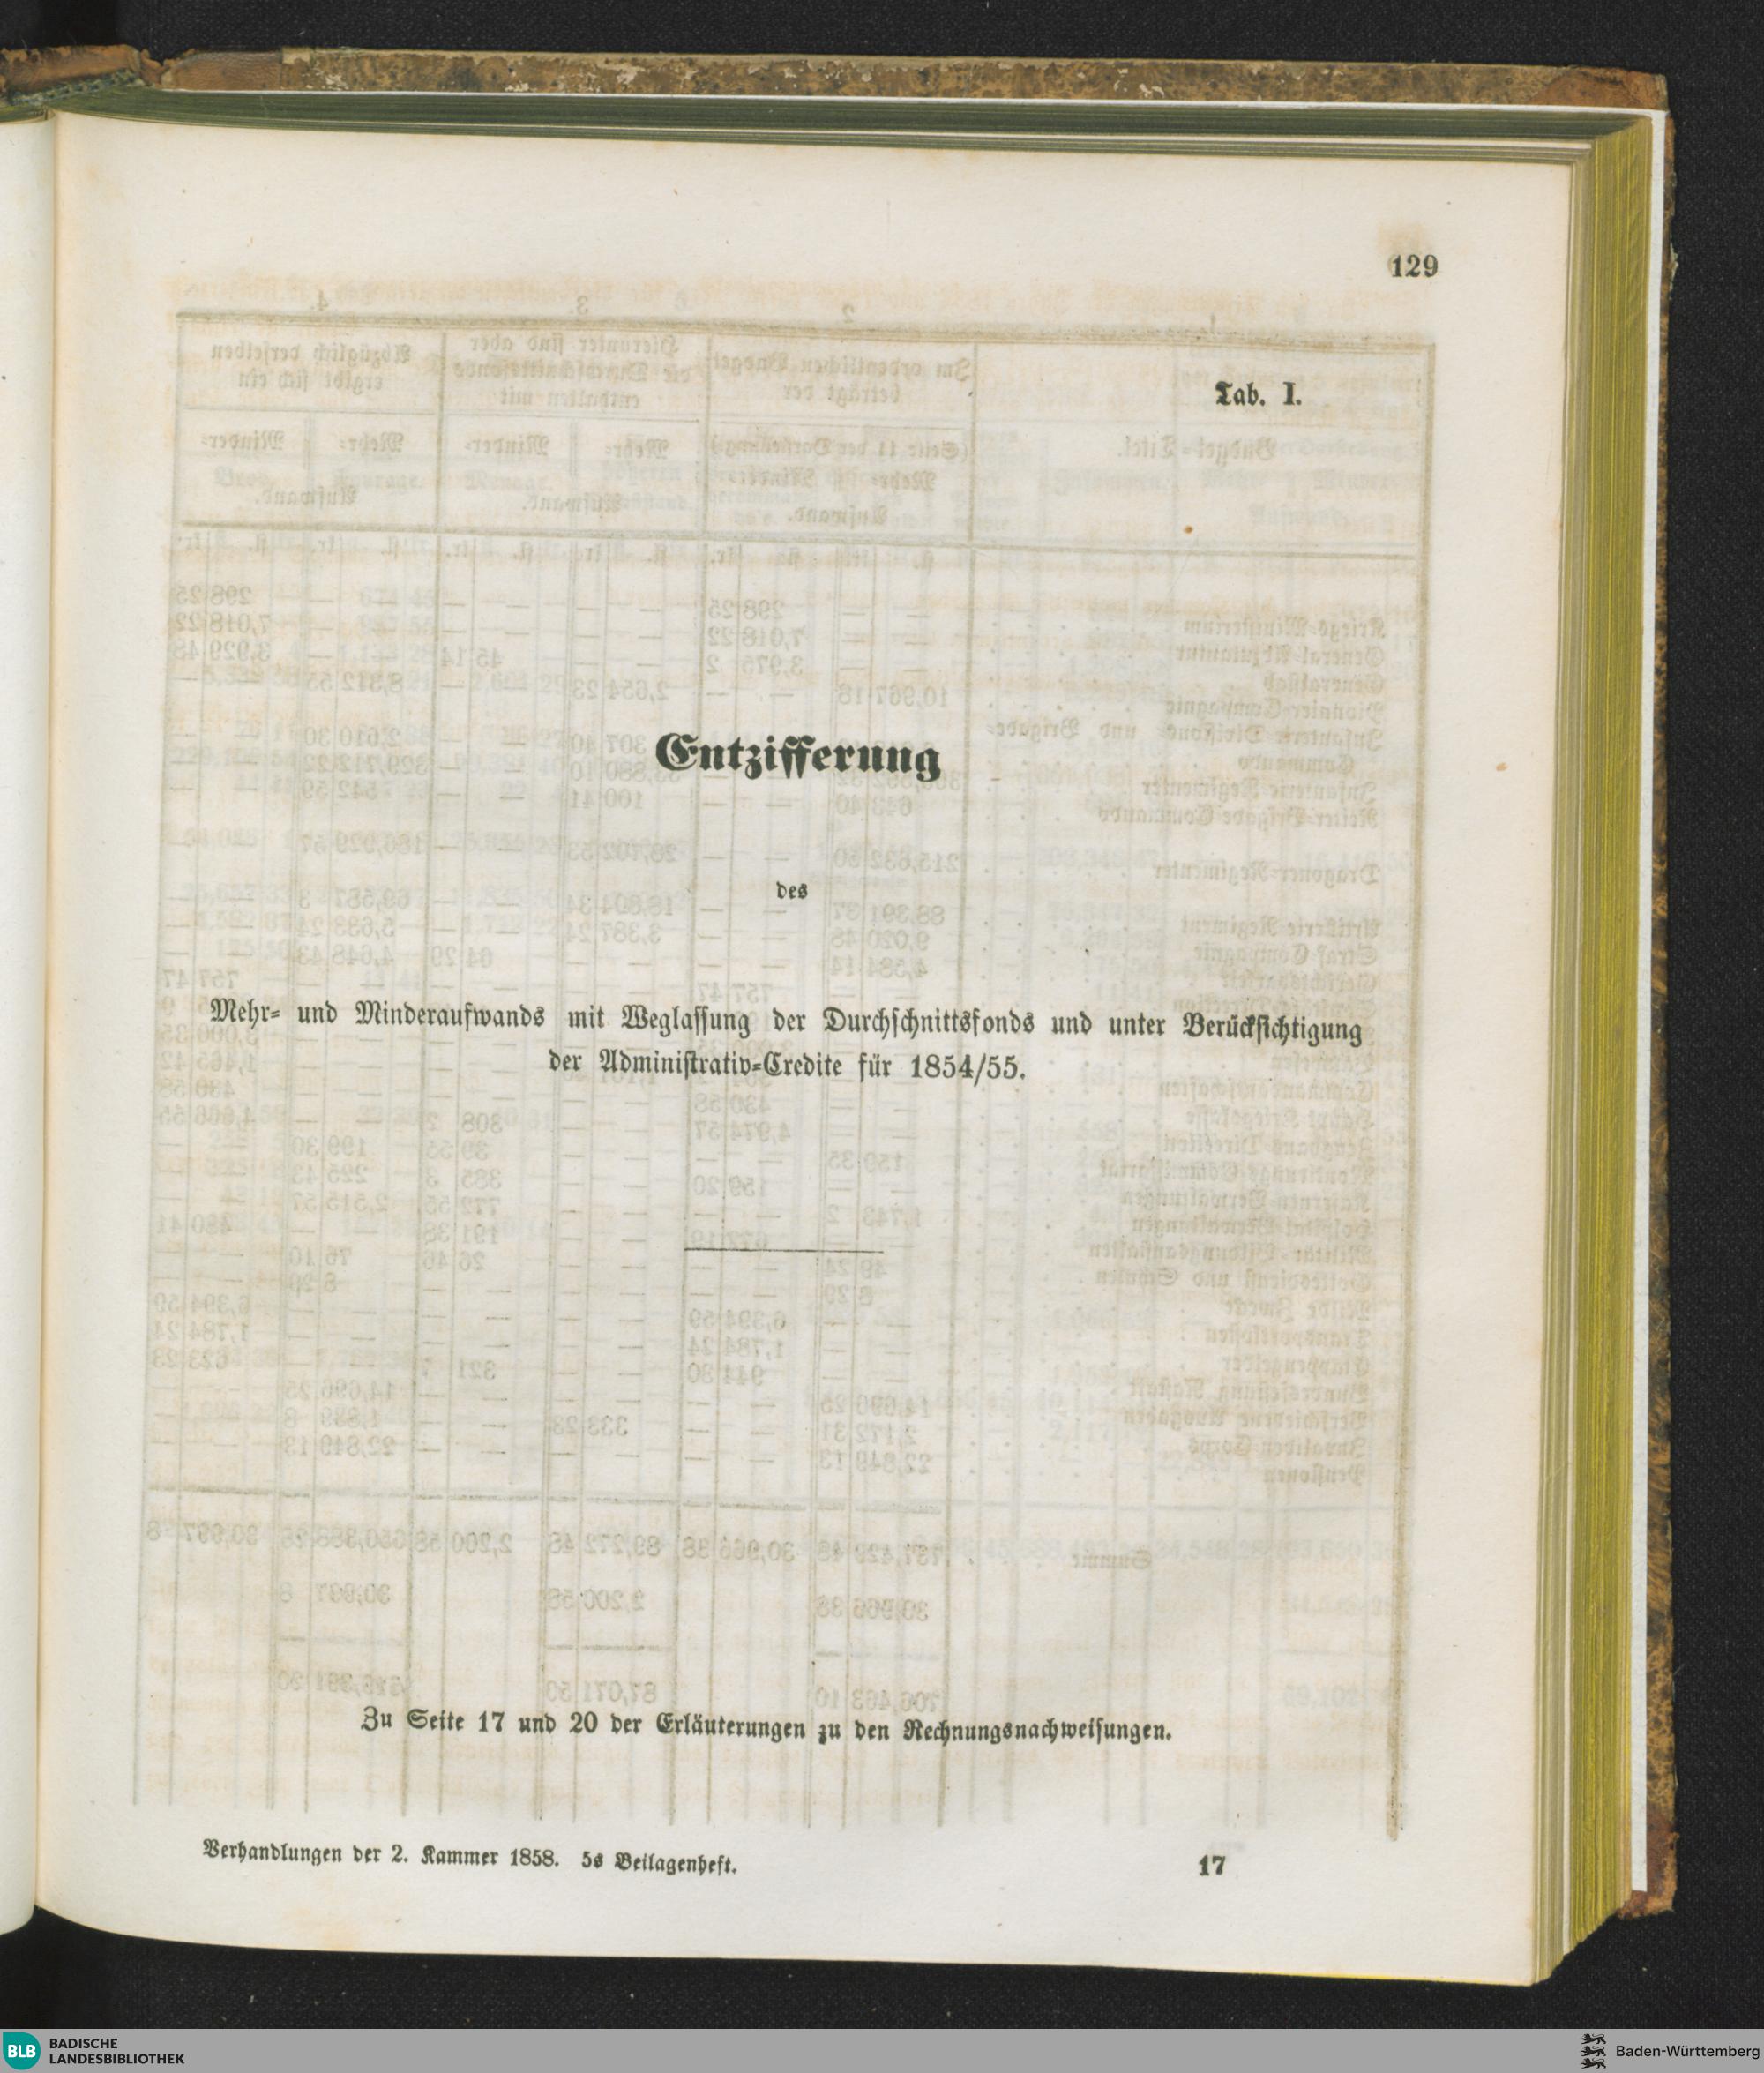 129
Tab. I.
Entzifferung
des
Mehr- und Minderaufwands mit Weglassung der Durchschnittsfonds und unter Berücksichtigung
der Administrativ-Credite für 1854/55.
Zu Seite 17 und 20 der Erläuterungen zu den Rechnungsnachweisungen.
Verhandlungen der 2. Kammer 1858. 5s Beilagenheft.
17
BLB BADISCHE
LANDESBIBLIOTHEK
Baden-Württemberg